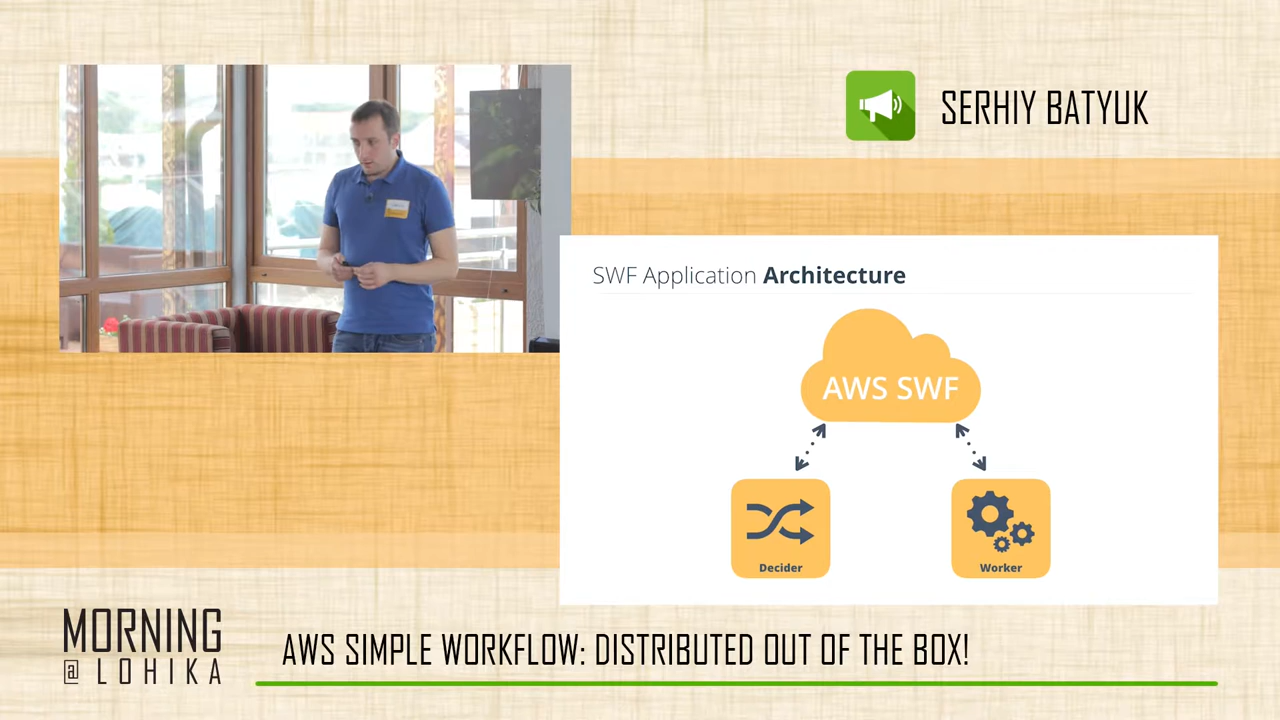 SERHIY BATYUK
SWF Application Architecture
AWS SWF
Decider
Worker
MORNING
@ LOHIKA
AWS SIMPLE WORKFLOW: DISTRIBUTED OUT OF THE BOX!